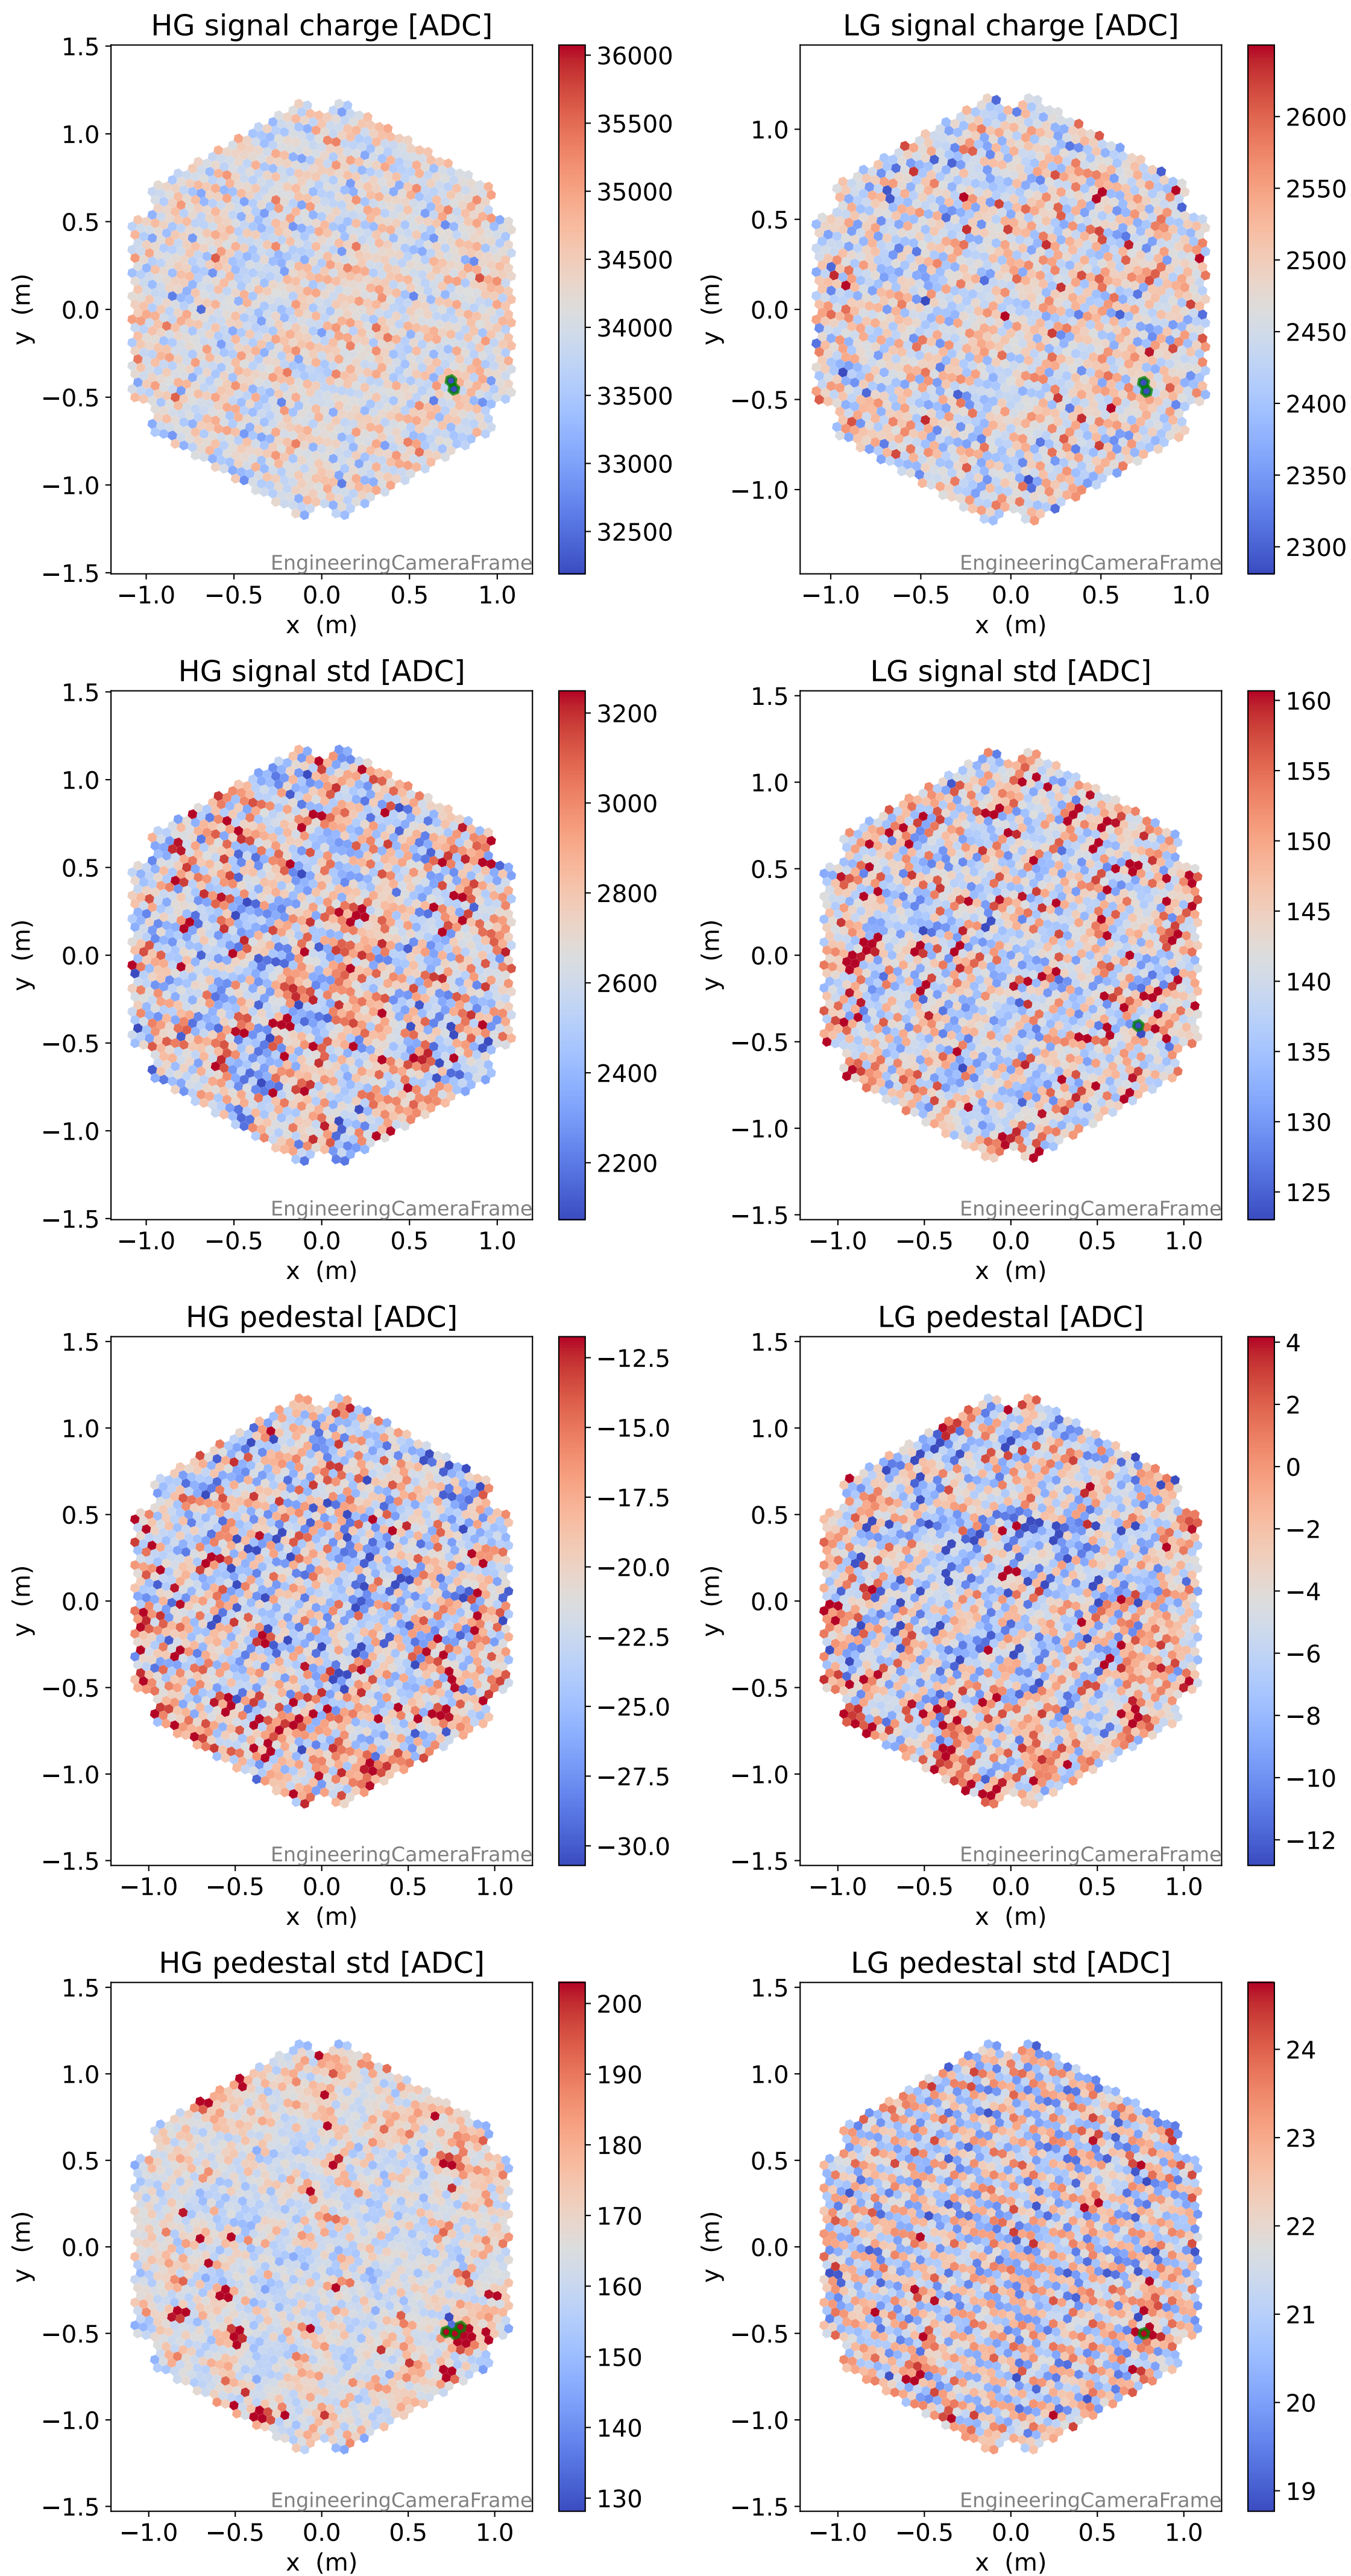 HG signal charge [ADC]
1.5
1.0
0.5
0.0
−0.5
−1.0
−1.5
y (m)
−1.0 −0.5 0.0 0.5 1.0
x (m)
EngineeringCameraFrame
36000
35500
35000
34500
34000
33500
33000
32500
LG signal charge [ADC]
1.0
0.5
0.0
−0.5
−1.0
y (m)
−1.0 −0.5 0.0 0.5 1.0
x (m)
EngineeringCameraFrame
2600
2550
2500
2450
2400
2350
2300
HG signal std [ADC]
1.5
1.0
0.5
0.0
−0.5
−1.0
−1.5
y (m)
−1.0 −0.5 0.0 0.5 1.0
x (m)
EngineeringCameraFrame
3200
3000
2800
2600
2400
2200
LG signal std [ADC]
1.5
1.0
0.5
0.0
−0.5
−1.0
−1.5
y (m)
−1.0 −0.5 0.0 0.5 1.0
x (m)
EngineeringCameraFrame
160
155
150
145
140
135
130
125
HG pedestal [ADC]
1.5
1.0
0.5
0.0
−0.5
−1.0
−1.5
y (m)
−1.0 −0.5 0.0 0.5 1.0
x (m)
EngineeringCameraFrame
−12.5
−15.0
−17.5
−20.0
−22.5
−25.0
−27.5
−30.0
LG pedestal [ADC]
1.5
1.0
0.5
0.0
−0.5
−1.0
−1.5
y (m)
−1.0 −0.5 0.0 0.5 1.0
x (m)
EngineeringCameraFrame
4
2
0
−2
−4
−6
−8
−10
−12
HG pedestal std [ADC]
1.5
1.0
0.5
0.0
−0.5
−1.0
−1.5
y (m)
−1.0 −0.5 0.0 0.5 1.0
x (m)
EngineeringCameraFrame
200
190
180
170
160
150
140
130
LG pedestal std [ADC]
1.5
1.0
0.5
0.0
−0.5
−1.0
−1.5
y (m)
−1.0 −0.5 0.0 0.5 1.0
x (m)
EngineeringCameraFrame
24
23
22
21
20
19